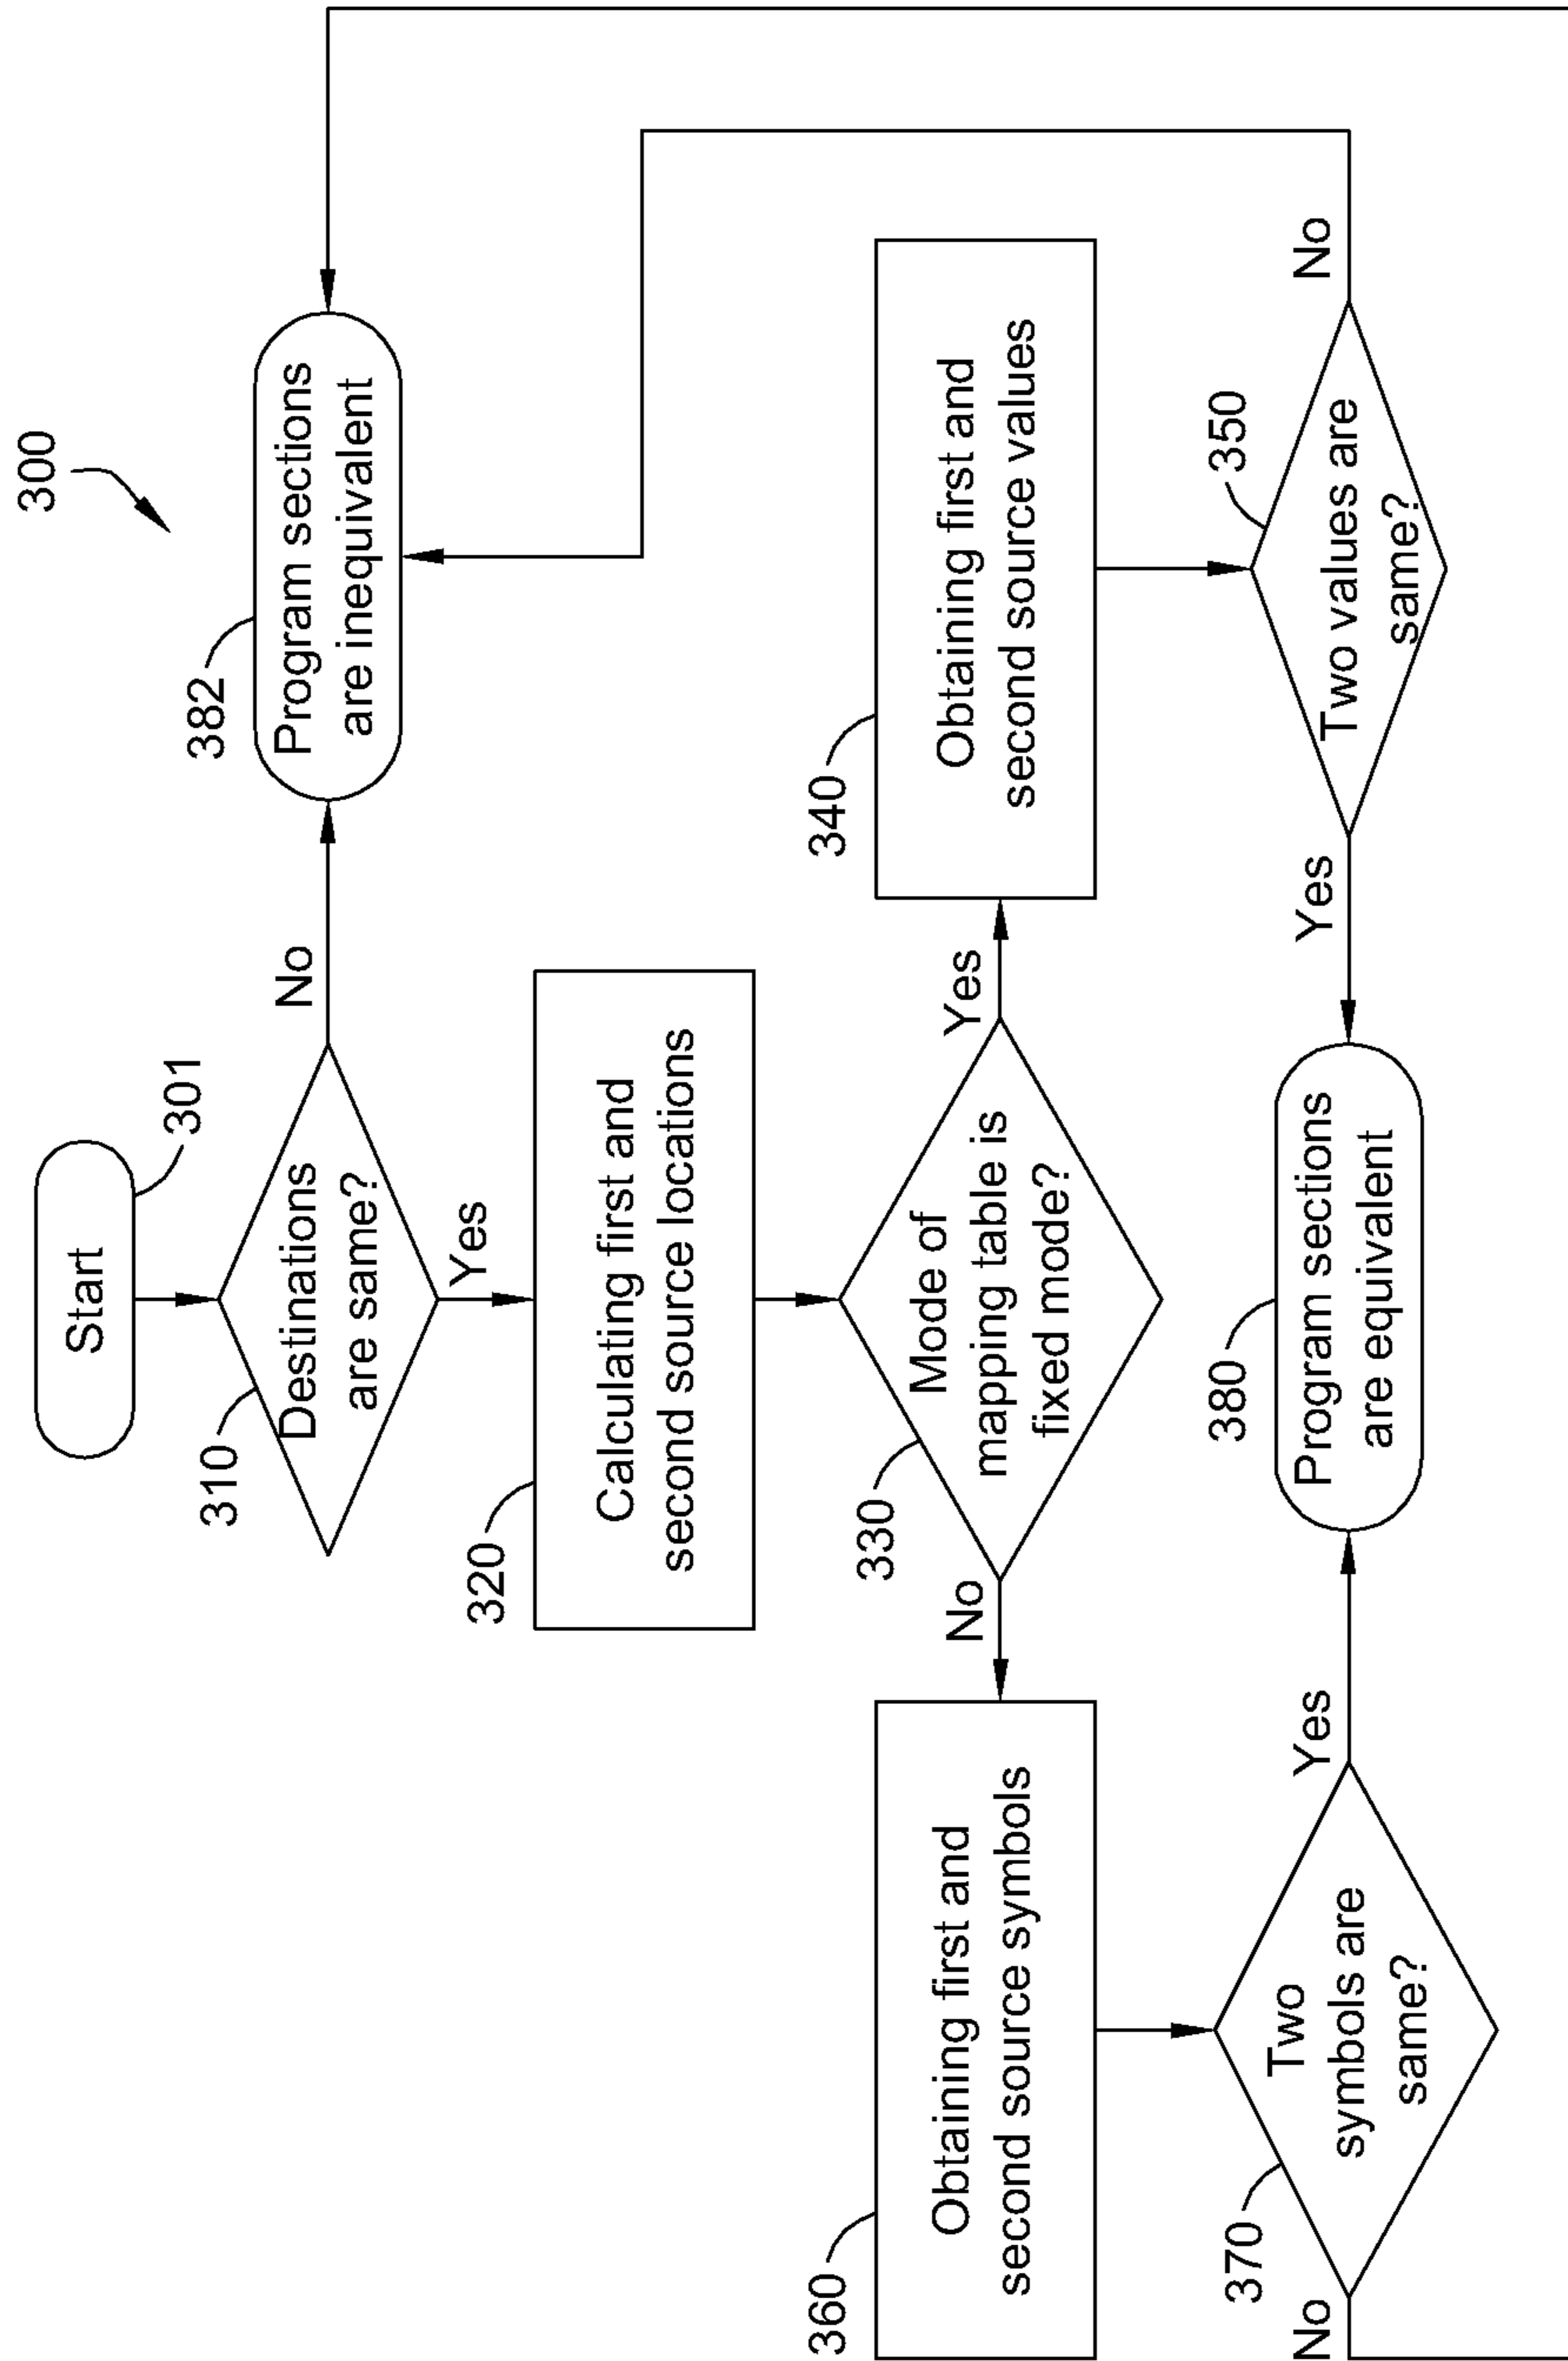 300
Start
301
310
Destinations
are same?
No
382
Program sections
are inequivalent
Yes
320
Calculating first and
second source locations
330
Mode of
mapping table is
fixed mode?
No
Yes
360
Obtaining first and
second source symbols
340
Obtaining first and
second source values
370
Two
symbols are
same?
No
Yes
380
Program sections
are equivalent
Yes
350
Two values are
same?
No